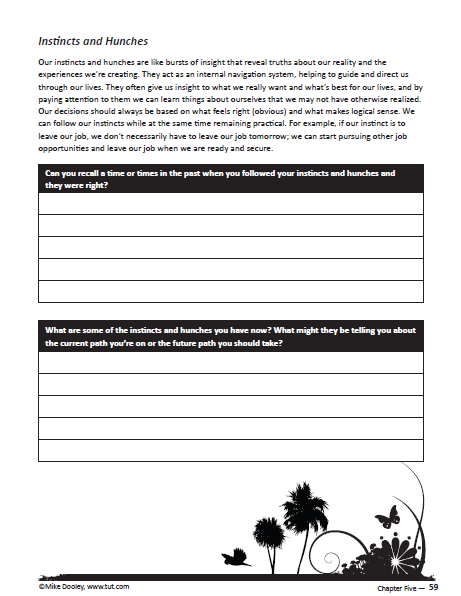 Instincts and Hunches
Our instincts and hunches are like bursts of insight that reveal truths about our reality and the
experiences we're creating. They act as an internal navigation system, helping to guide and direct us
through our lives. They often give us insight to what we really want and what's best for our lives, and by
paying attention to them we can learn things about ourselves that we may not have otherwise realized.
Our decisions should always be based on what feels right (obvious) and what makes logical sense. We
can follow our instincts while at the same time remaining practical. For example, if our instinct is to
leave our job, we don't necessarily have to leave our job tomorrow; we can start pursuing other job
opportunities and leave our job when we are ready and secure.
Can you recall a time or times in the past when you followed your instincts and hunches and
they were right?
What are some of the instincts and hunches you have now? What might they be telling you about
the current path you're on or the future path you should take?
©Mike Dooley, www.tut.com
Chapter Five — 59